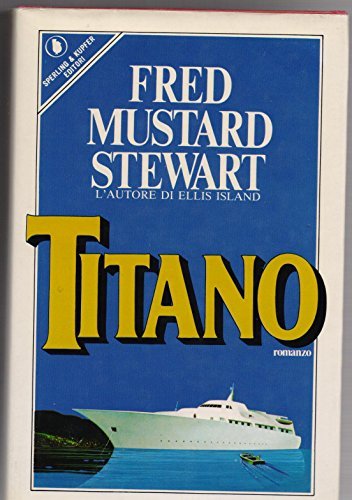 SPERLING & KUPFER
EDITORI
FRED
MUSTARD
STEWART
L'AUTORE DI ELLIS ISLAND
TITANO
romanzo